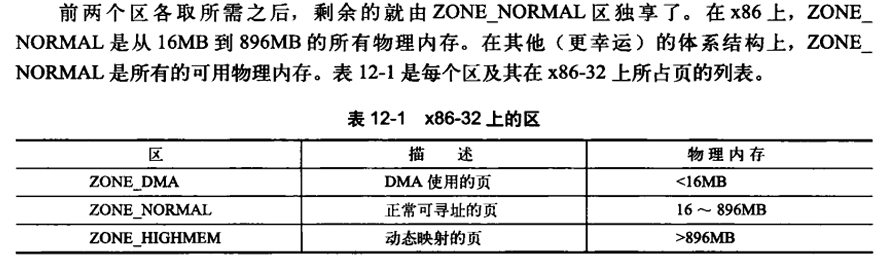 前两个区各取所需之后，剩余的就由 ZONE_NORMAL 区独享了。在 x86 上，ZONE_
NORMAL 是从 16MB 到 896MB 的所有物理内存。在其他（更幸运）的体系结构上，ZONE_
NORMAL 是所有的可用物理内存。表 12-1 是每个区及其在 x86-32 上所占页的列表。
表 12-1 x86-32 上的区
区 描 述 物理内存
ZONE_DMA DMA 使用的页 <16MB
ZONE_NORMAL 正常可寻址的页 16 ～ 896MB
ZONE_HIGHMEM 动态映射的页 >896MB